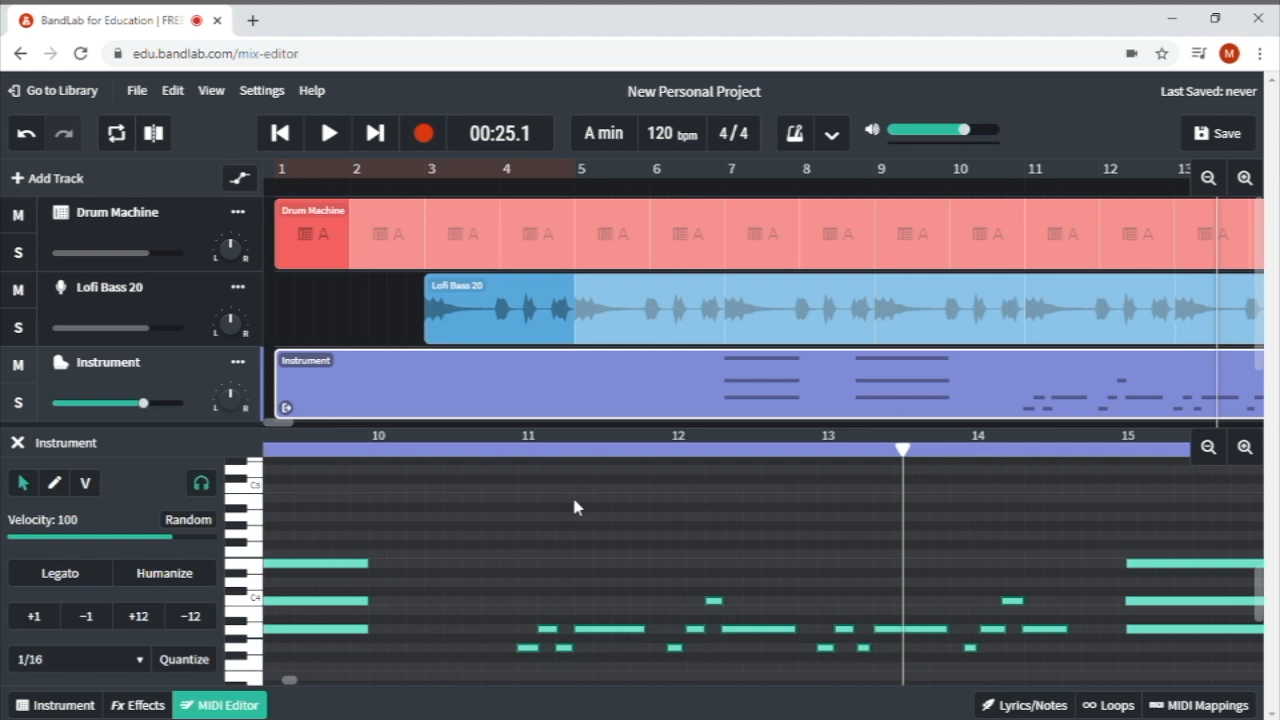 BandLab for Education | FREE
edu.bandlab.com/mix-editor
M
Go to Library File Edit View Settings Help New Personal Project Last Saved: never
00:25.1 A min 120 bpm 4/4 Save
+ Add Track 1 2 3 4 5 6 7 8 9 10 11 12 13
M Drum Machine ••• Drum Machine
S L R A A A A A A A A A A A A A
M Lofi Bass 20 ••• Lofi Bass 20
S L R
M Instrument ••• Instrument
S L R
Instrument 10 11 12 13 14 15
V C5
Velocity: 100 Random
Legato Humanize
C4
+1 −1 +12 −12
1/16 Quantize
Instrument Fx Effects MIDI Editor Lyrics/Notes Loops MIDI Mappings